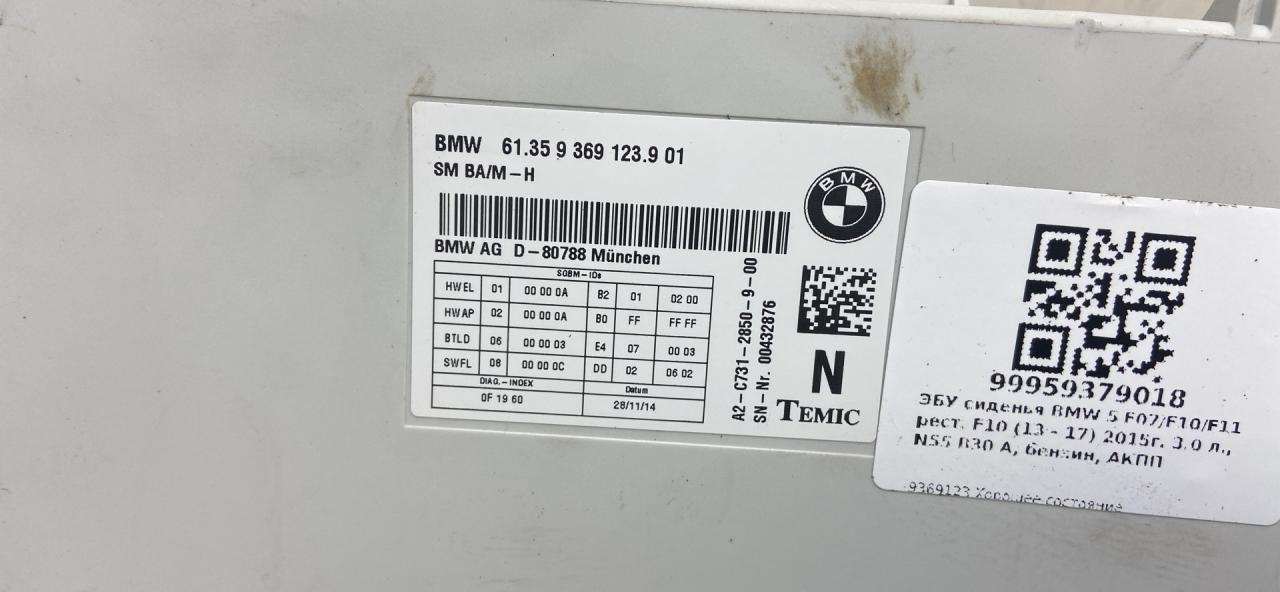 BMW 61.35 9 369 123.9 01
SM BA/M-H
BMW
BMW AG D-80788 München
SGBM-IDs
HWEL 01 00 00 0A B2 01 02 00
HWAP 02 00 00 0A B0 FF FF FF
BTLD 06 00 00 03 E4 07 00 03
SWFL 08 00 00 0C DD 02 06 02
DIAG.-INDEX Datum
0F 19 60 28/11/14
A2-C731-2850-9-00
SN-Nr. 00432876
N
TEMIC
99959379018
ЭБУ сиденья BMW 5 F07/F10/F11
рест. F10 (13 - 17) 2015г. 3.0 л.,
N55 B30 A, бензин, АКПП
9369123 Хорошее состояние